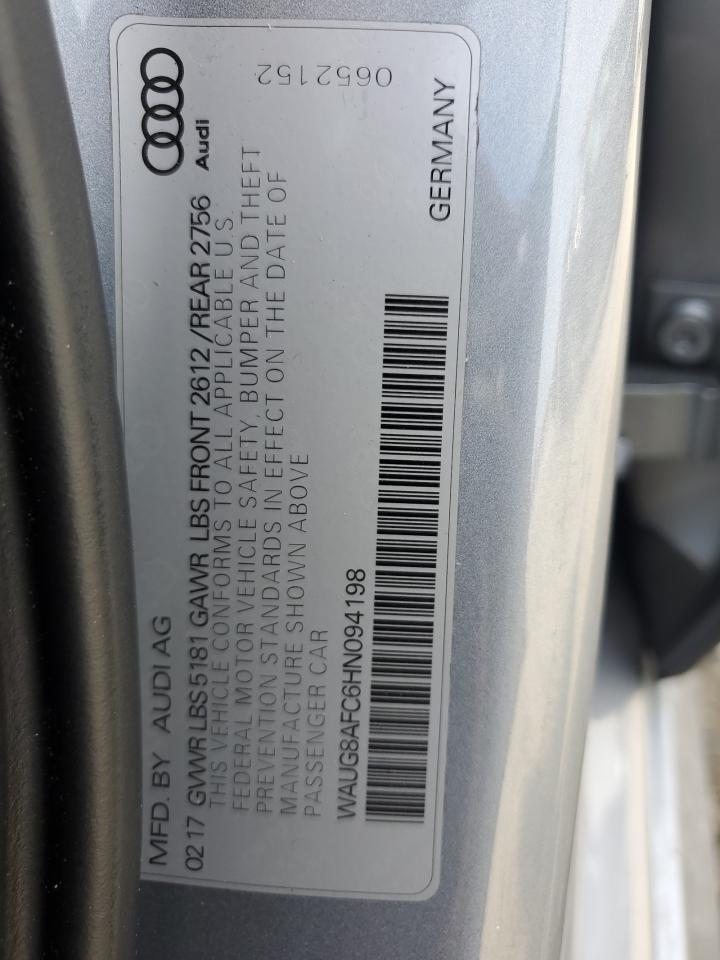 MFD. BY AUDI AG
Audi
02 17 GVWR LBS 5181 GAWR LBS FRONT 2612 /REAR 2756
THIS VEHICLE CONFORMS TO ALL APPLICABLE U.S.
FEDERAL MOTOR VEHICLE SAFETY, BUMPER AND THEFT
PREVENTION STANDARDS IN EFFECT ON THE DATE OF
MANUFACTURE SHOWN ABOVE
PASSENGER CAR
WAUG8AFC6HN094198
GERMANY
0652152